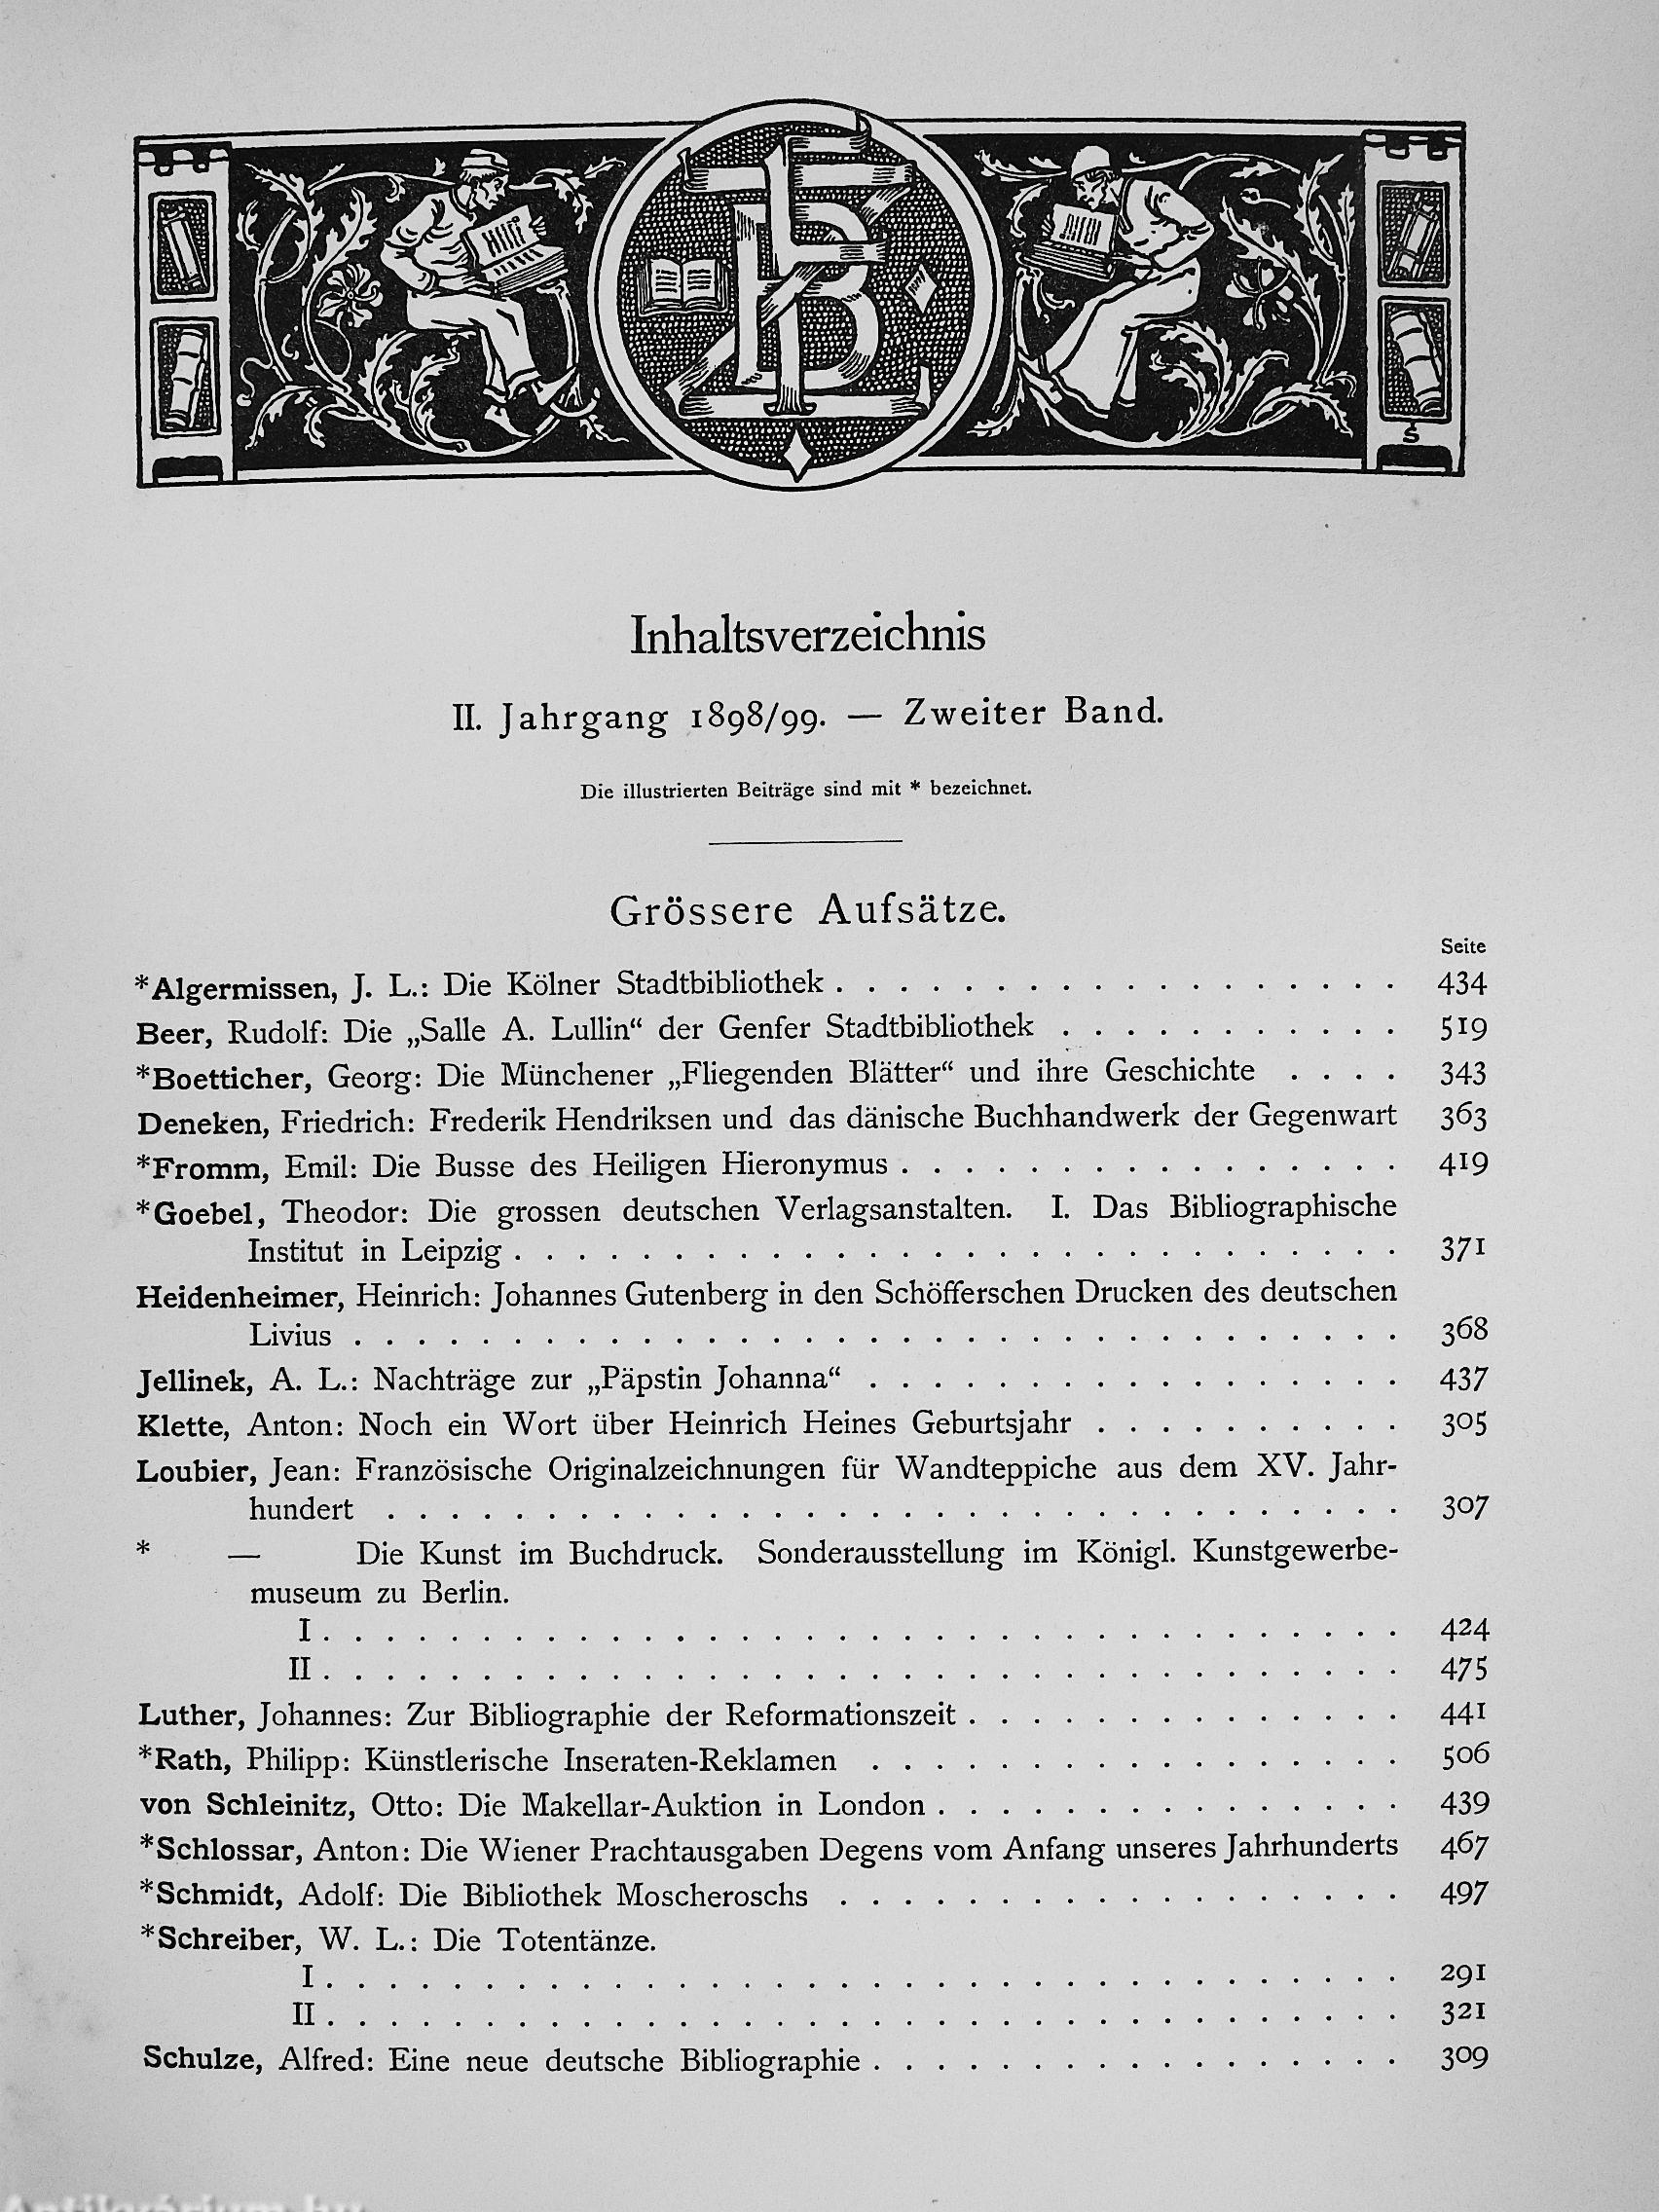 Inhaltsverzeichnis
II. Jahrgang 1898/99. — Zweiter Band.
Die illustrierten Beiträge sind mit * bezeichnet.
Grössere Aufsätze.
Seite
*Algermissen, J. L.: Die Kölner Stadtbibliothek . . . . . . . . . . . . . . . . . . 434
Beer, Rudolf: Die „Salle A. Lullin“ der Genfer Stadtbibliothek . . . . . . . . . . . 519
*Boetticher, Georg: Die Münchener „Fliegenden Blätter“ und ihre Geschichte . . . . 343
Deneken, Friedrich: Frederik Hendriksen und das dänische Buchhandwerk der Gegenwart 363
*Fromm, Emil: Die Busse des Heiligen Hieronymus . . . . . . . . . . . . . . . . 419
*Goebel, Theodor: Die grossen deutschen Verlagsanstalten. I. Das Bibliographische
Institut in Leipzig . . . . . . . . . . . . . . . . . . . . . . . . . . . . 371
Heidenheimer, Heinrich: Johannes Gutenberg in den Schöfferschen Drucken des deutschen
Livius . . . . . . . . . . . . . . . . . . . . . . . . . . . . . . . . . 368
Jellinek, A. L.: Nachträge zur „Päpstin Johanna“ . . . . . . . . . . . . . . . . . 437
Klette, Anton: Noch ein Wort über Heinrich Heines Geburtsjahr . . . . . . . . . . 305
Loubier, Jean: Französische Originalzeichnungen für Wandteppiche aus dem XV. Jahr-
hundert . . . . . . . . . . . . . . . . . . . . . . . . . . . . . . . . 307
* — Die Kunst im Buchdruck. Sonderausstellung im Königl. Kunstgewerbe-
museum zu Berlin.
I . . . . . . . . . . . . . . . . . . . . . . . . . . . . . . . . . . 424
II . . . . . . . . . . . . . . . . . . . . . . . . . . . . . . . . . . 475
Luther, Johannes: Zur Bibliographie der Reformationszeit . . . . . . . . . . . . . . 441
*Rath, Philipp: Künstlerische Inseraten-Reklamen . . . . . . . . . . . . . . . . . 506
von Schleinitz, Otto: Die Makellar-Auktion in London . . . . . . . . . . . . . . . 439
*Schlossar, Anton: Die Wiener Prachtausgaben Degens vom Anfang unseres Jahrhunderts 467
*Schmidt, Adolf: Die Bibliothek Moscheroschs . . . . . . . . . . . . . . . . . . 497
*Schreiber, W. L.: Die Totentänze.
I . . . . . . . . . . . . . . . . . . . . . . . . . . . . . . . . . . 291
II . . . . . . . . . . . . . . . . . . . . . . . . . . . . . . . . . . 321
Schulze, Alfred: Eine neue deutsche Bibliographie . . . . . . . . . . . . . . . . . 309